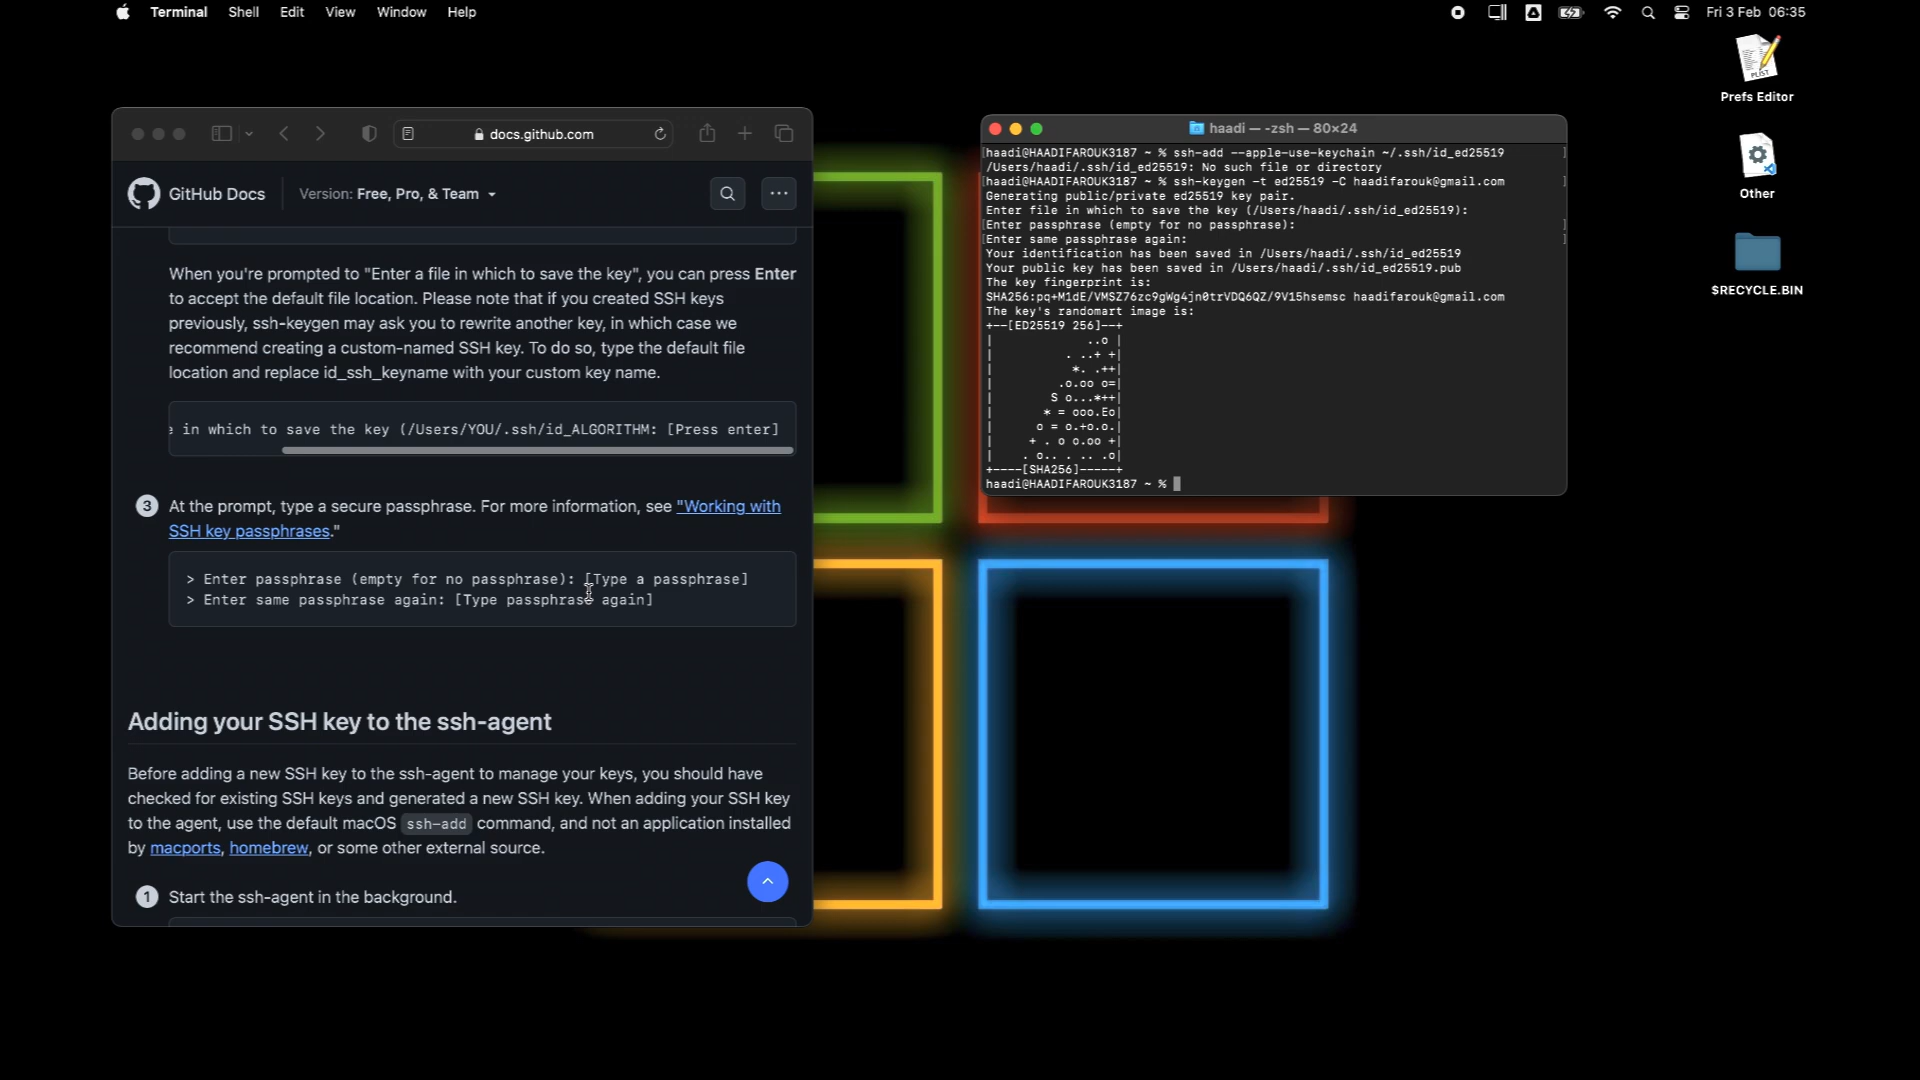 Terminal Shell Edit View Window Help
Fri 3 Feb 06:35
Prefs Editor
Other
$RECYCLE.BIN
docs.github.com
GitHub Docs
Version: Free, Pro, & Team
When you're prompted to "Enter a file in which to save the key", you can press Enter
to accept the default file location. Please note that if you created SSH keys
previously, ssh-keygen may ask you to rewrite another key, in which case we
recommend creating a custom-named SSH key. To do so, type the default file
location and replace id_ssh_keyname with your custom key name.
e in which to save the key (/Users/YOU/.ssh/id_ALGORITHM: [Press enter]
3 At the prompt, type a secure passphrase. For more information, see "Working with
SSH key passphrases."
> Enter passphrase (empty for no passphrase): [Type a passphrase]
> Enter same passphrase again: [Type passphrase again]
Adding your SSH key to the ssh-agent
Before adding a new SSH key to the ssh-agent to manage your keys, you should have
checked for existing SSH keys and generated a new SSH key. When adding your SSH key
to the agent, use the default macOS ssh-add command, and not an application installed
by macports, homebrew, or some other external source.
1 Start the ssh-agent in the background.
haadi — -zsh — 80×24
[haadi@HAADIFAROUK3187 ~ % ssh-add --apple-use-keychain ~/.ssh/id_ed25519 ]
/Users/haadi/.ssh/id_ed25519: No such file or directory
[haadi@HAADIFAROUK3187 ~ % ssh-keygen -t ed25519 -C haadifarouk@gmail.com ]
Generating public/private ed25519 key pair.
Enter file in which to save the key (/Users/haadi/.ssh/id_ed25519):
[Enter passphrase (empty for no passphrase): ]
[Enter same passphrase again: ]
Your identification has been saved in /Users/haadi/.ssh/id_ed25519
Your public key has been saved in /Users/haadi/.ssh/id_ed25519.pub
The key fingerprint is:
SHA256:pq+M1dE/VMSZ76zc9gWg4jn0trVDQ6QZ/9V15hsemsc haadifarouk@gmail.com
The key's randomart image is:
+--[ED25519 256]--+
|             ..o |
|          . ..+ +|
|           *. .++|
|         .o.oo o=|
|        S o...*++|
|       * = ooo.Eo|
|      o = o.+o.o.|
|     + . o o.oo +|
|    . o.. . .. .o|
+----[SHA256]-----+
haadi@HAADIFAROUK3187 ~ %